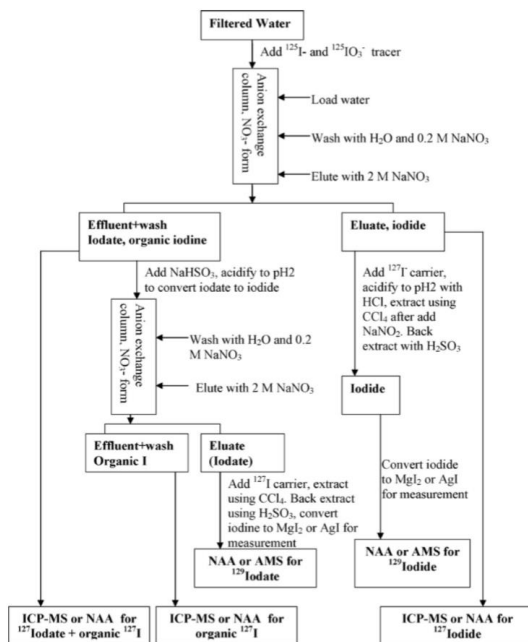 Filtered Water
Add ¹²⁵I- and ¹²⁵IO₃⁻ tracer
Anion exchange
column, NO₃- form
Load water
Wash with H₂O and 0.2 M NaNO₃
Elute with 2 M NaNO₃
Effluent+wash
Iodate, organic iodine
Eluate, iodide
Add NaHSO₃, acidify to pH2
to convert iodate to iodide
Anion exchange
column, NO₃- form
Wash with H₂O and 0.2
M NaNO₃
Elute with 2 M NaNO₃
Add ¹²⁷I⁻ carrier,
acidify to pH2 with
HCl, extract using
CCl₄ after add
NaNO₂. Back
extract with H₂SO₃
Iodide
Effluent+wash
Organic I
Eluate
(Iodate)
Add ¹²⁷I carrier, extract
using CCl₄. Back extract
using H₂SO₃, convert
iodine to MgI₂ or AgI for
measurement
Convert iodide
to MgI₂ or AgI
for measurement
NAA or AMS for
¹²⁹Iodate
NAA or AMS for
¹²⁹Iodide
ICP-MS or NAA for
¹²⁷Iodate + organic ¹²⁷I
ICP-MS or NAA for
organic ¹²⁷I
ICP-MS or NAA for
¹²⁷Iodide